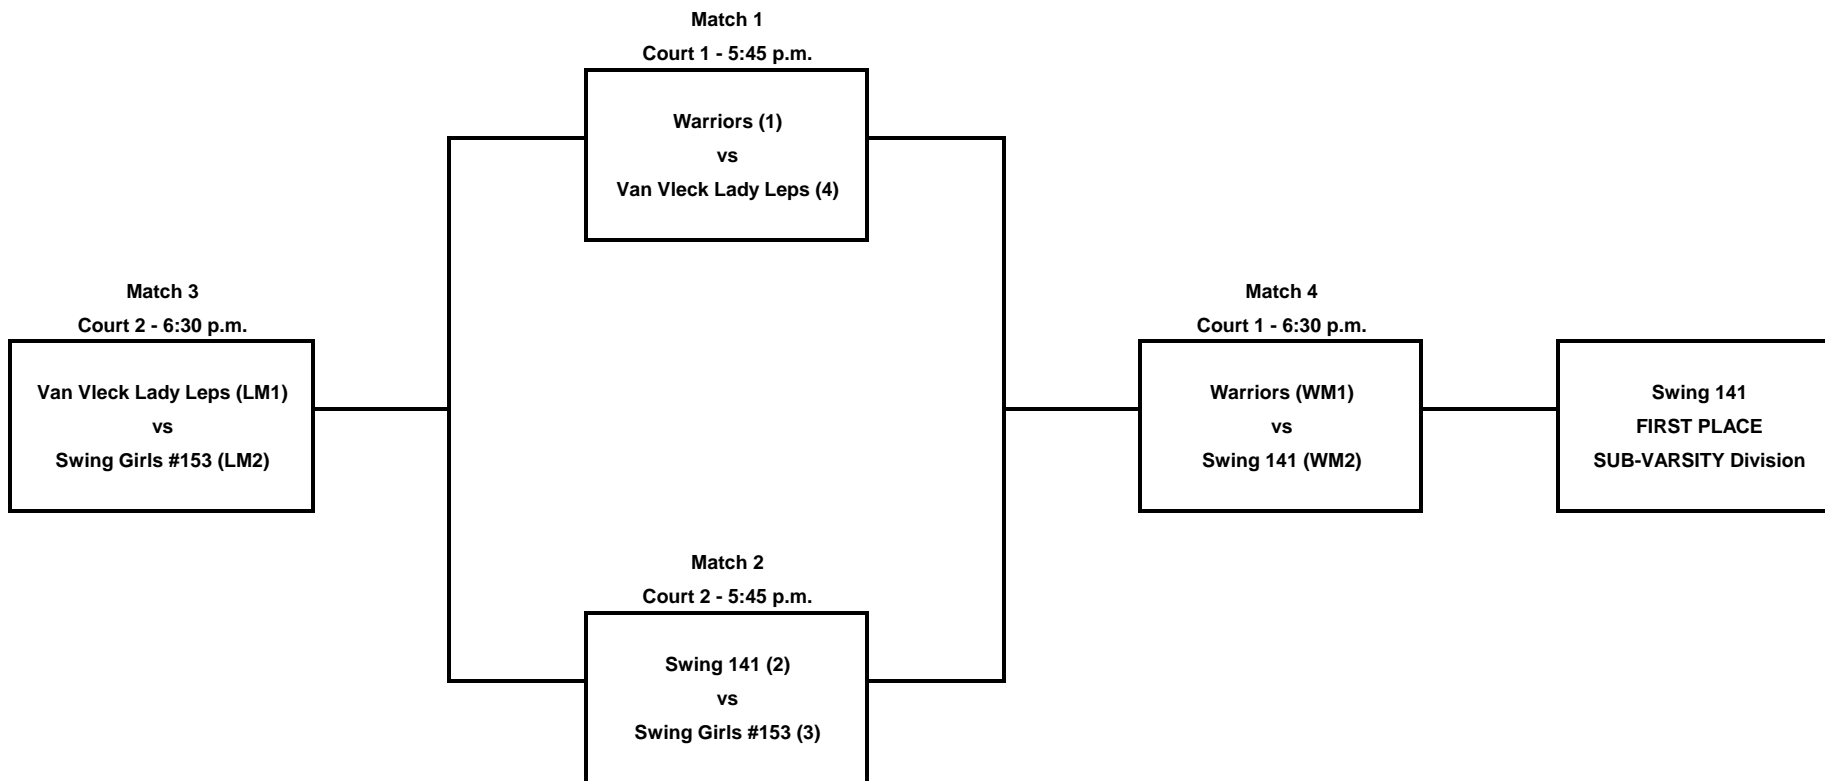 Match 1
Court 1 - 5:45 p.m.
Warriors (1)
vs
Van Vleck Lady Leps (4)
Match 3
Court 2 - 6:30 p.m.
Van Vleck Lady Leps (LM1)
vs
Swing Girls #153 (LM2)
Match 4
Court 1 - 6:30 p.m.
Warriors (WM1)
vs
Swing 141 (WM2)
Swing 141
FIRST PLACE
SUB-VARSITY Division
Match 2
Court 2 - 5:45 p.m.
Swing 141 (2)
vs
Swing Girls #153 (3)